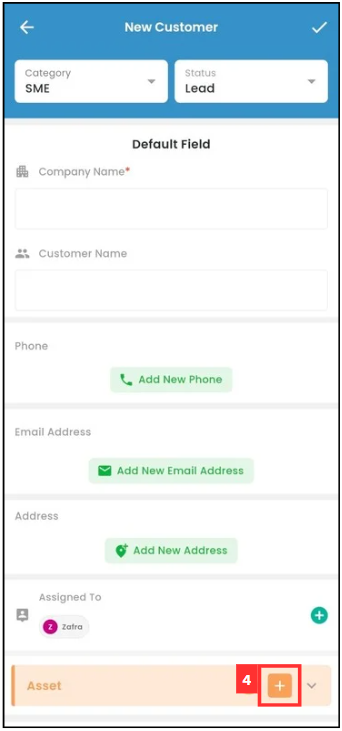 New Customer
Category
SME
Status
Lead
Default Field
Company Name*
Customer Name
Phone
Add New Phone
Email Address
Add New Email Address
Address
Add New Address
Assigned To
Z Zafra
Asset
4